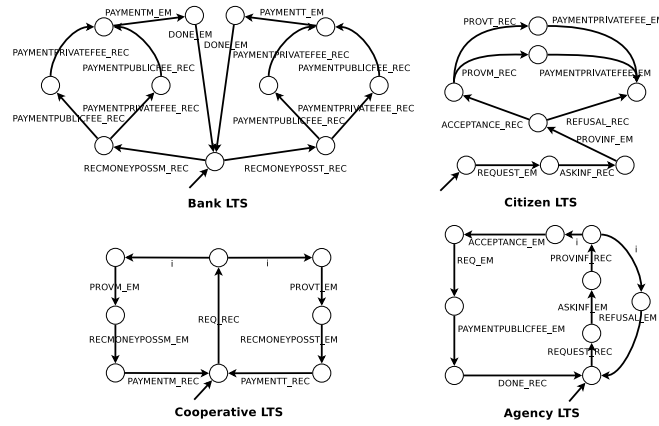 PAYMENTM_EM
DONE_EM
PAYMENTPRIVATEFEE_REC
PAYMENTPUBLICFEE_REC
PAYMENTPUBLICFEE_REC
PAYMENTPRIVATEFEE_REC
RECMONEYPOSSM_REC
PAYMENTT_EM
DONE_EM
PAYMENTPRIVATEFEE_REC
PAYMENTPUBLICFEE_REC
PAYMENTPUBLICFEE_REC
PAYMENTPRIVATEFEE_REC
RECMONEYPOSST_REC
Bank LTS
PROVT_REC
PAYMENTPRIVATEFEE_EM
PROVM_REC
PAYMENTPRIVATEFEE_EM
ACCEPTANCE_REC
REFUSAL_REC
PROVINF_EM
REQUEST_EM
ASKINF_REC
Citizen LTS
i
i
PROVM_EM
PROVT_EM
REQ_REC
RECMONEYPOSSM_EM
RECMONEYPOSST_EM
PAYMENTM_REC
PAYMENTT_REC
Cooperative LTS
ACCEPTANCE_EM
i
i
REQ_EM
PROVINF_REC
ASKINF_EM
REFUSAL_EM
PAYMENTPUBLICFEE_EM
REQUEST_REC
DONE_REC
Agency LTS